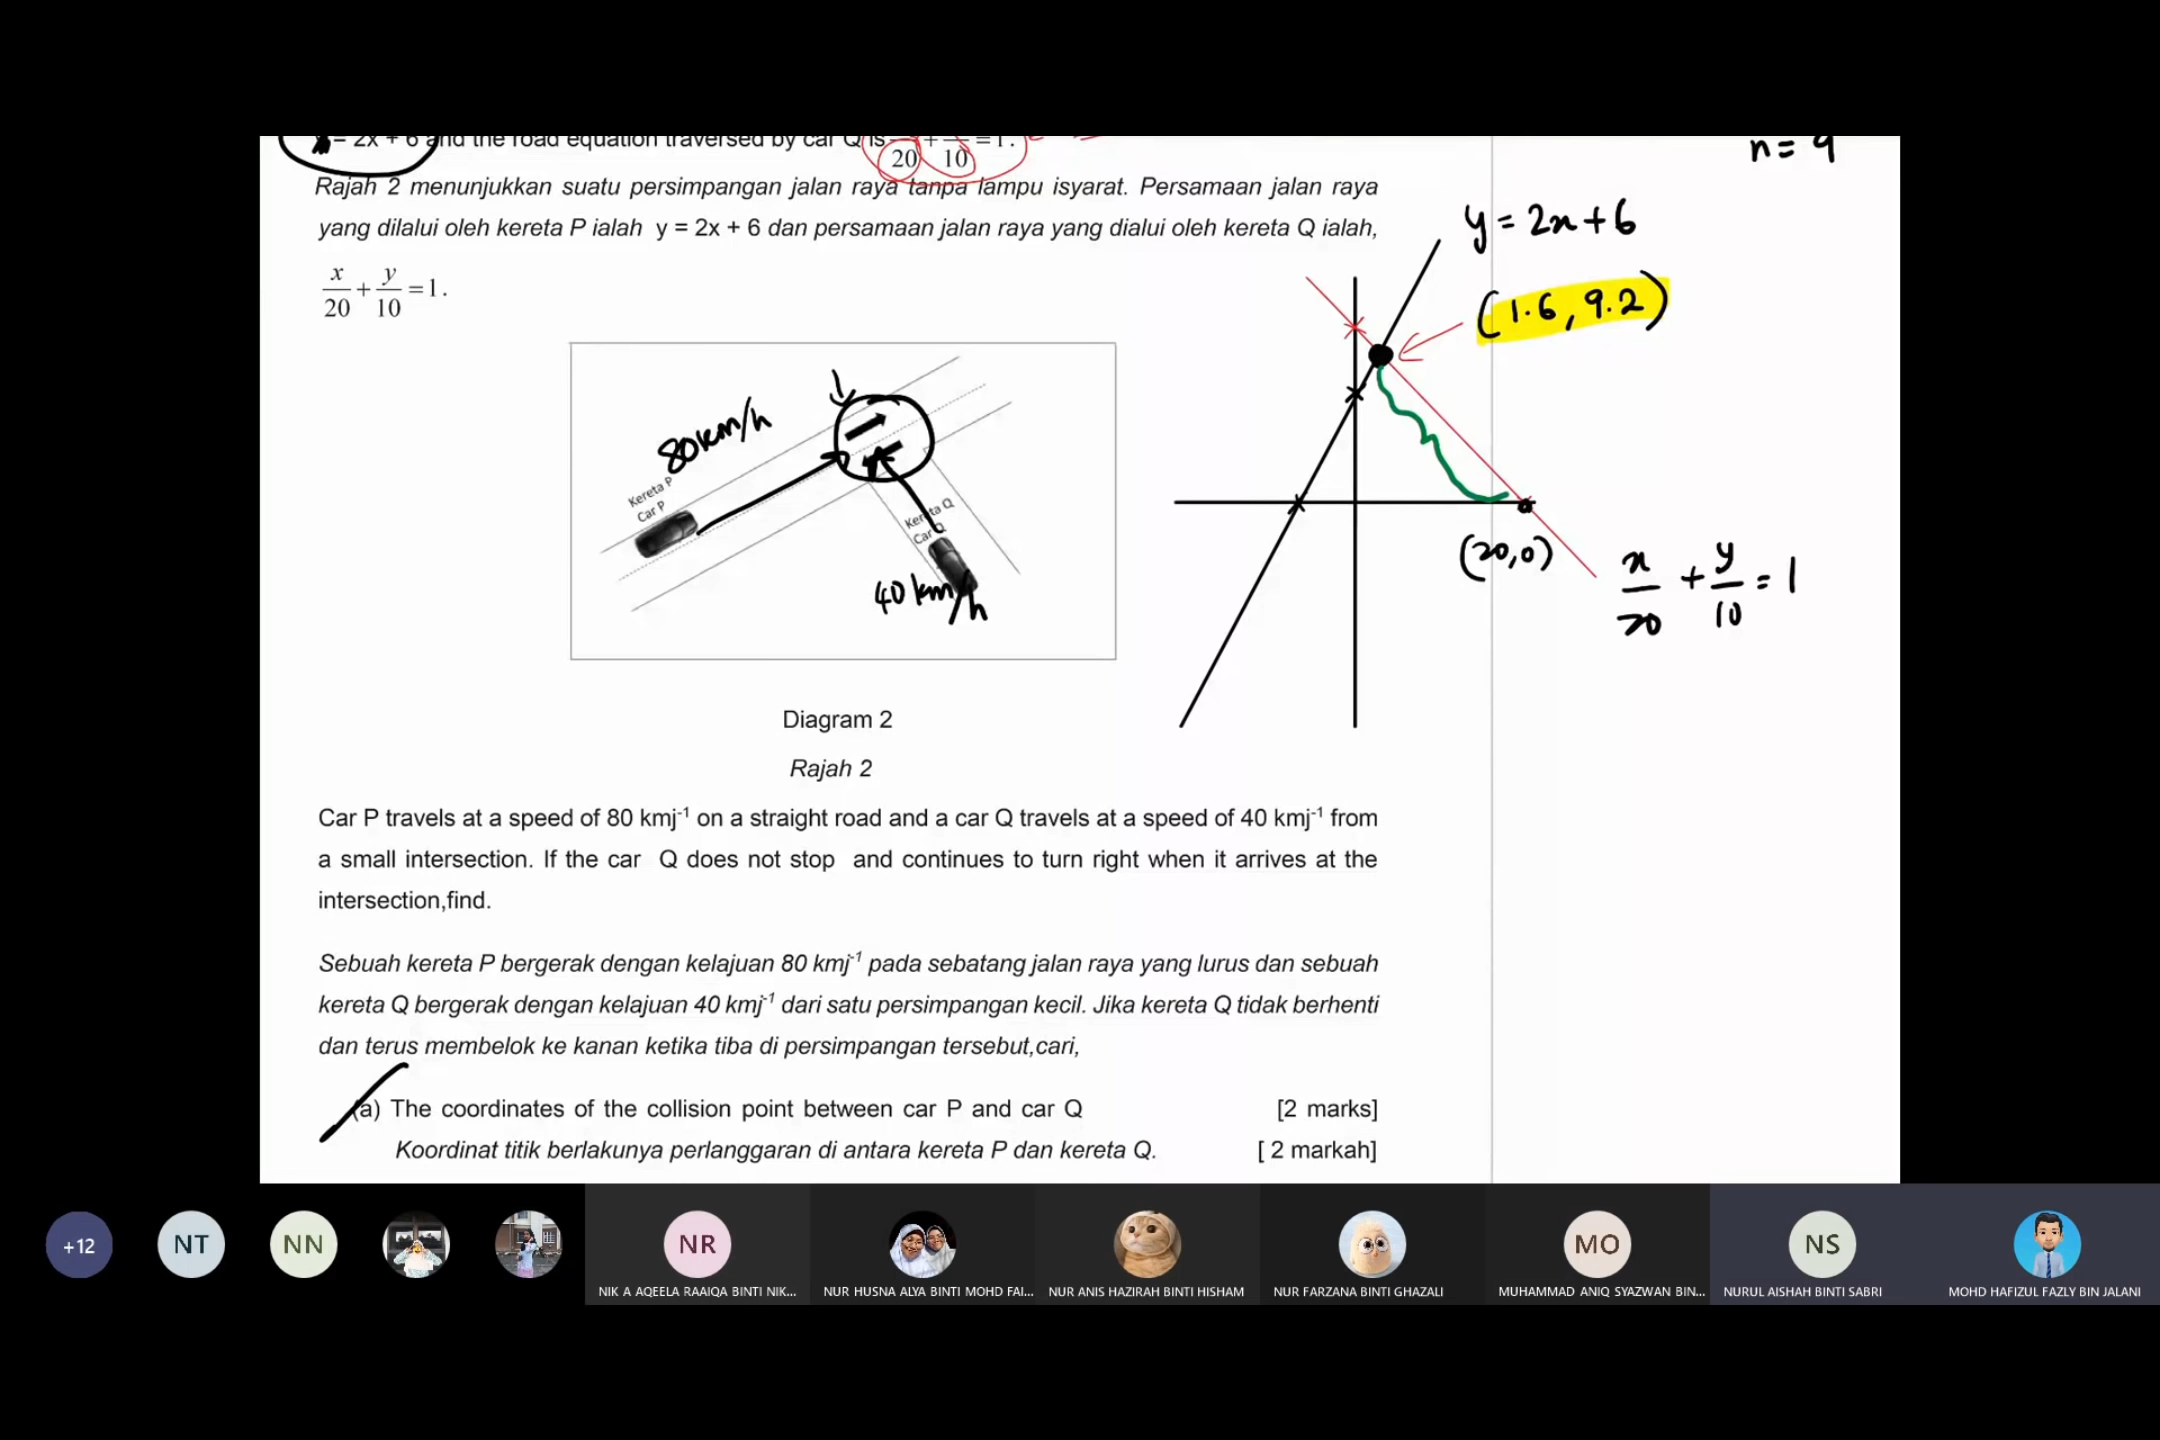 = 2x + 6 and the road equation traversed by car Q is + = 1 .
20 10
n = 9
Rajah 2 menunjukkan suatu persimpangan jalan raya tanpa lampu isyarat. Persamaan jalan raya
yang dilalui oleh kereta P ialah y = 2x + 6 dan persamaan jalan raya yang dialui oleh kereta Q ialah,
x/20 + y/10 = 1 .
y = 2x + 6
(1.6, 9.2)
80km/h
Kereta P
Car P
Kereta Q
Car Q
40 km/h
(20,0)
x/20 + y/10 = 1
Diagram 2
Rajah 2
Car P travels at a speed of 80 kmj⁻¹ on a straight road and a car Q travels at a speed of 40 kmj⁻¹ from
a small intersection. If the car Q does not stop and continues to turn right when it arrives at the
intersection,find.
Sebuah kereta P bergerak dengan kelajuan 80 kmj⁻¹ pada sebatang jalan raya yang lurus dan sebuah
kereta Q bergerak dengan kelajuan 40 kmj⁻¹ dari satu persimpangan kecil. Jika kereta Q tidak berhenti
dan terus membelok ke kanan ketika tiba di persimpangan tersebut,cari,
(a) The coordinates of the collision point between car P and car Q [2 marks]
Koordinat titik berlakunya perlanggaran di antara kereta P dan kereta Q. [ 2 markah]
+12
NT
NN
NR
MO
NS
NIK A AQEELA RAAIQA BINTI NIK...
NUR HUSNA ALYA BINTI MOHD FAI...
NUR ANIS HAZIRAH BINTI HISHAM
NUR FARZANA BINTI GHAZALI
MUHAMMAD ANIQ SYAZWAN BIN...
NURUL AISHAH BINTI SABRI
MOHD HAFIZUL FAZLY BIN JALANI